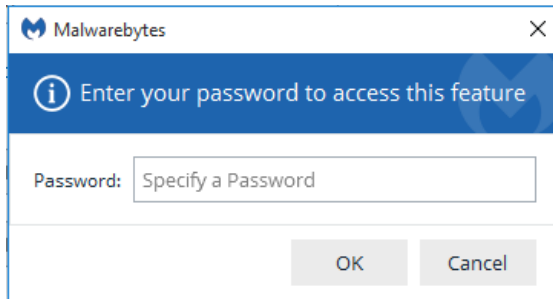 Malwarebytes
Enter your password to access this feature
Password: Specify a Password
OK Cancel